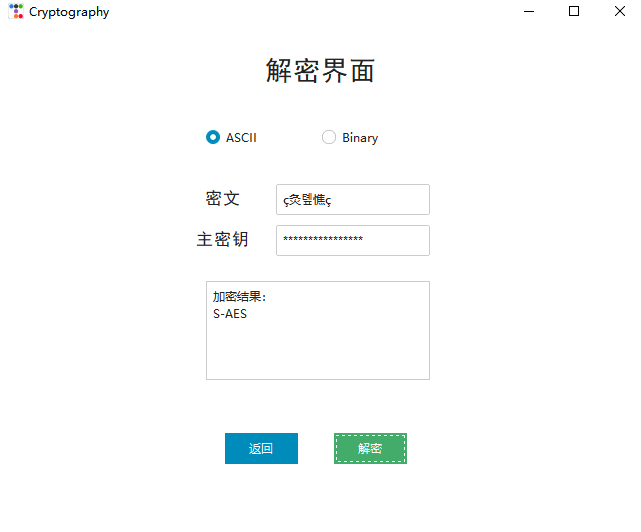 Cryptography
解密界面
ASCII
Binary
密文
ç灸뎶憔ç
主密钥
****************
加密结果:
S-AES
返回
解密